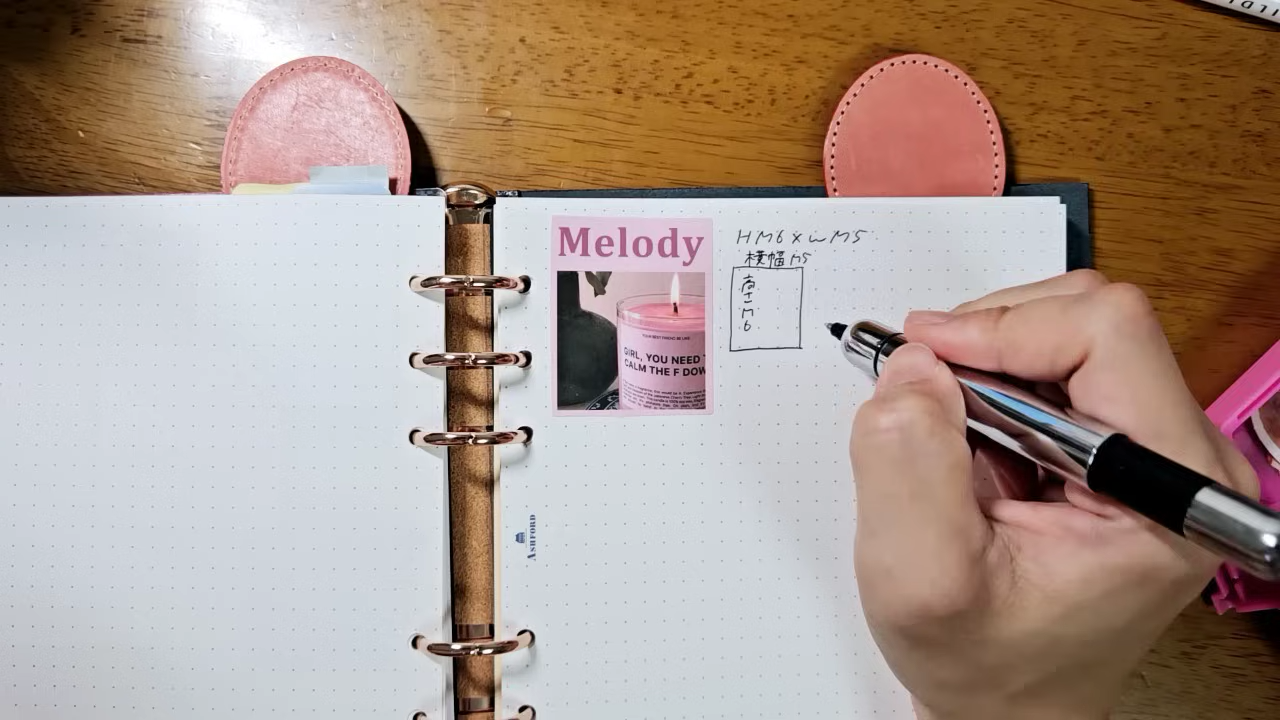 Melody
GIRL, YOU NEED
CALM THE F DOW
HM6×wM5
横幅M5
高さM6
ASHFORD